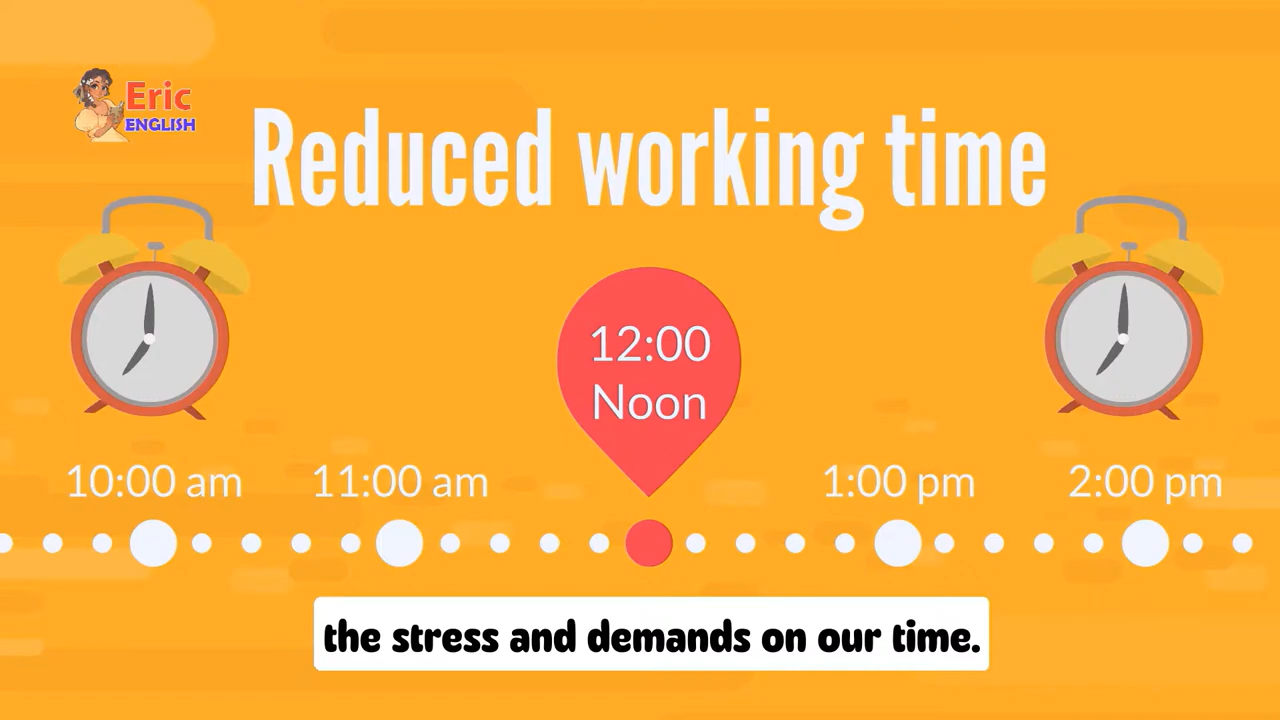 Eric
ENGLISH
Reduced working time
12:00
Noon
10:00 am 11:00 am 1:00 pm 2:00 pm
the stress and demands on our time.